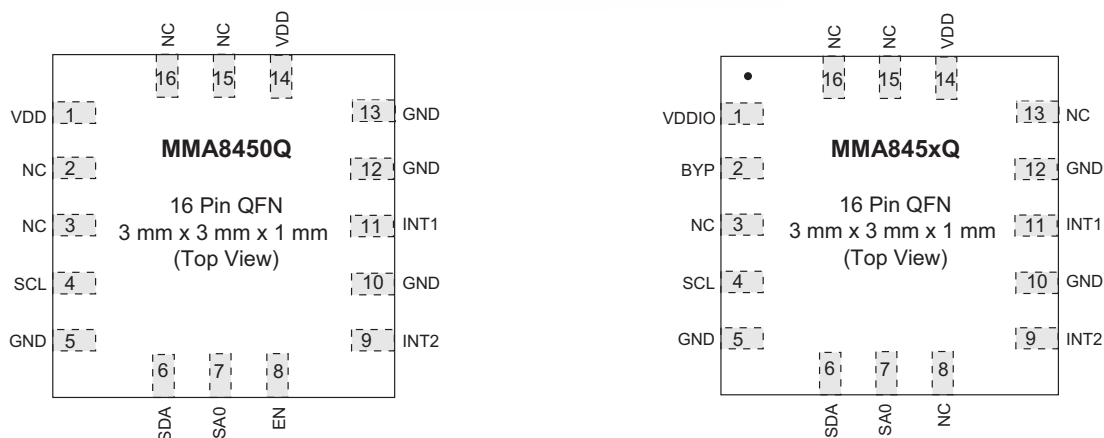 NC
NC
VDD
16
15
14
VDD 1
13 GND
MMA8450Q
NC 2
12 GND
16 Pin QFN
3 mm x 3 mm x 1 mm
(Top View)
NC 3
11 INT1
SCL 4
10 GND
GND 5
9 INT2
6
7
8
SDA
SA0
EN
NC
NC
VDD
16
15
14
VDDIO 1
13 NC
MMA845xQ
BYP 2
12 GND
16 Pin QFN
3 mm x 3 mm x 1 mm
(Top View)
NC 3
11 INT1
SCL 4
10 GND
GND 5
9 INT2
6
7
8
SDA
SA0
NC